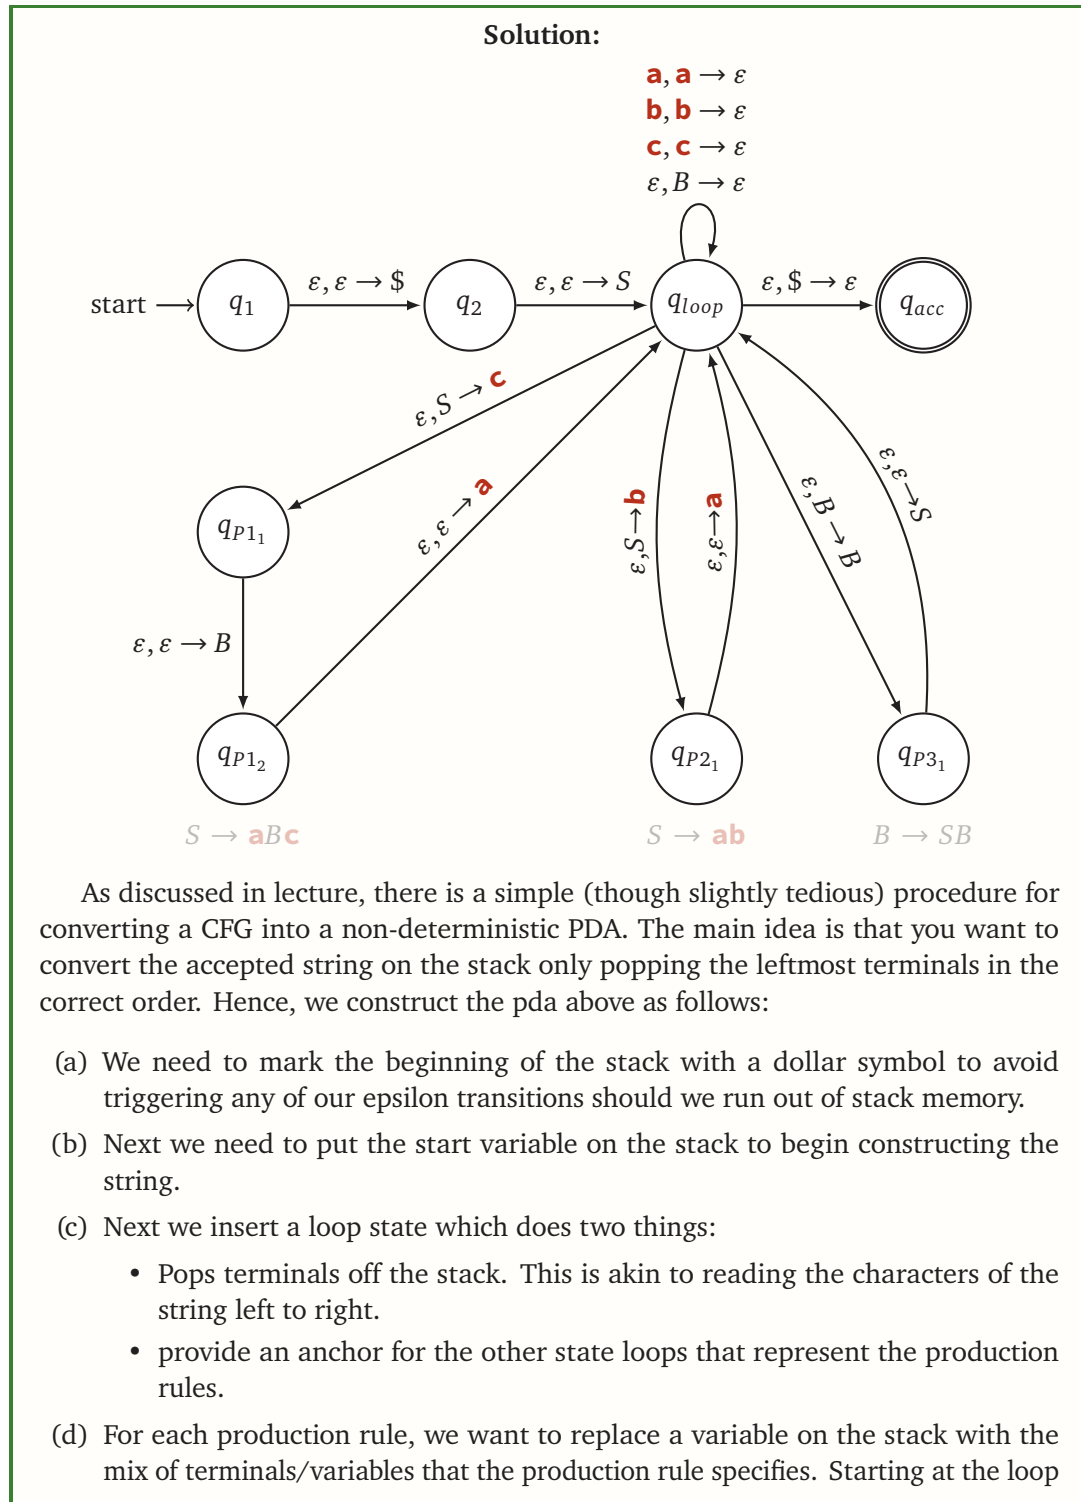 Solution:
a, a → ε
b, b → ε
c, c → ε
ε, B → ε
start
q1
ε, ε → $
q2
ε, ε → S
qloop
ε, $ → ε
qacc
ε, S → c
ε, ε → a
ε, S → b
ε, ε → a
ε, B → B
ε, ε → S
qP1₁
ε, ε → B
qP1₂
qP2₁
qP3₁
S → aBc
S → ab
B → SB
As discussed in lecture, there is a simple (though slightly tedious) procedure for
converting a CFG into a non-deterministic PDA. The main idea is that you want to
convert the accepted string on the stack only popping the leftmost terminals in the
correct order. Hence, we construct the pda above as follows:
(a) We need to mark the beginning of the stack with a dollar symbol to avoid
triggering any of our epsilon transitions should we run out of stack memory.
(b) Next we need to put the start variable on the stack to begin constructing the
string.
(c) Next we insert a loop state which does two things:
• Pops terminals off the stack. This is akin to reading the characters of the
string left to right.
• provide an anchor for the other state loops that represent the production
rules.
(d) For each production rule, we want to replace a variable on the stack with the
mix of terminals/variables that the production rule specifies. Starting at the loop